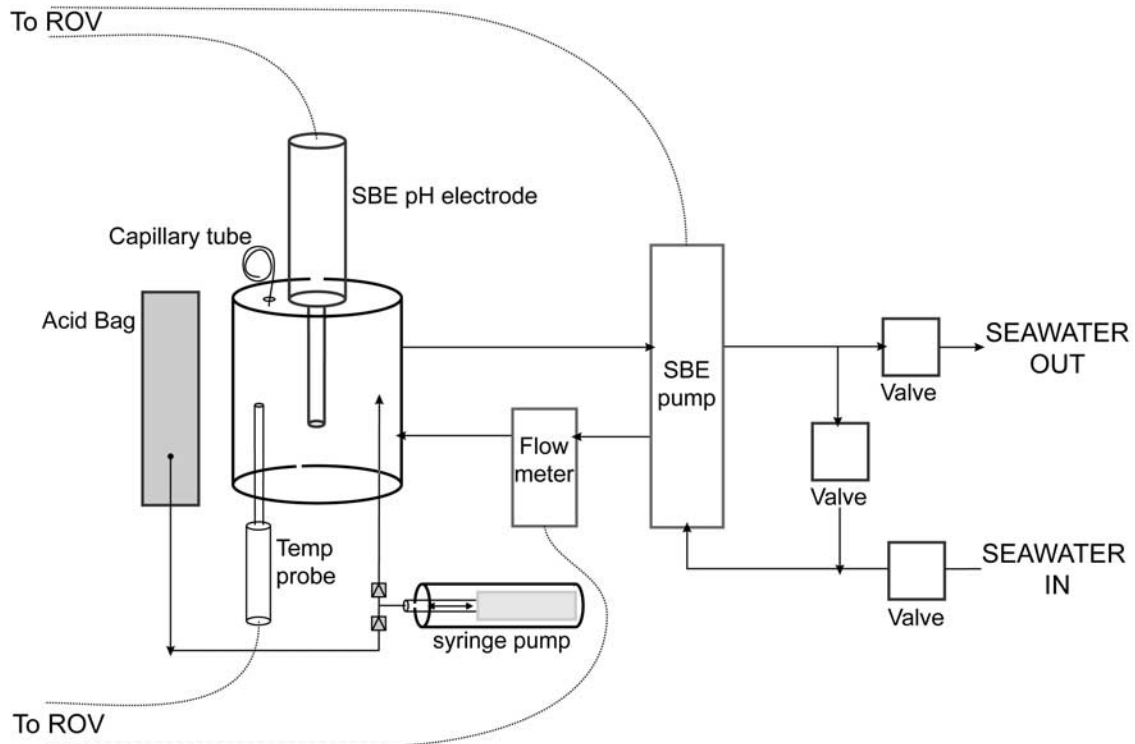 To ROV
SBE pH electrode
Capillary tube
Acid Bag
SBE
pump
SEAWATER
OUT
Valve
Flow
meter
Valve
Temp
probe
SEAWATER
IN
Valve
syringe pump
To ROV